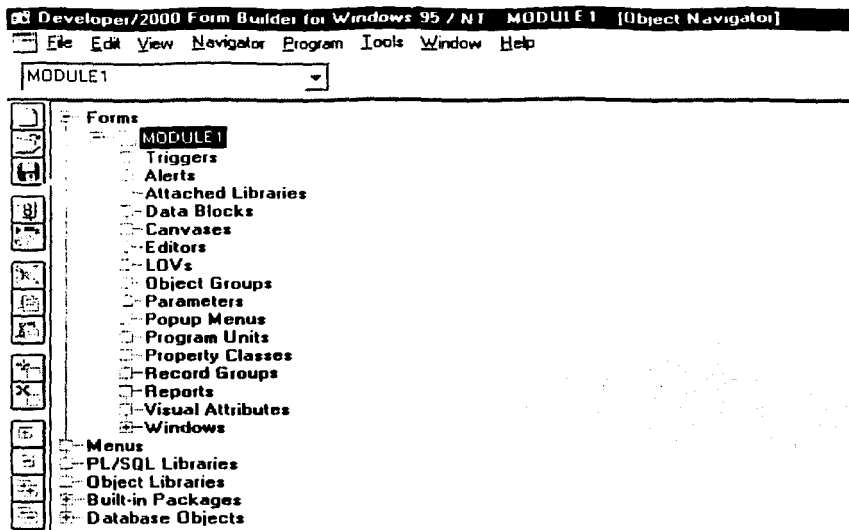 Developer/2000 Form Builder for Windows 95 / NT MODULE1 [Object Navigator]
File Edit View Navigator Program Tools Window Help
MODULE1
Forms
MODULE1
Triggers
Alerts
Attached Libraries
Data Blocks
Canvases
Editors
LOVs
Object Groups
Parameters
Popup Menus
Program Units
Property Classes
Record Groups
Reports
Visual Attributes
Windows
Menus
PL/SQL Libraries
Object Libraries
Built-in Packages
Database Objects